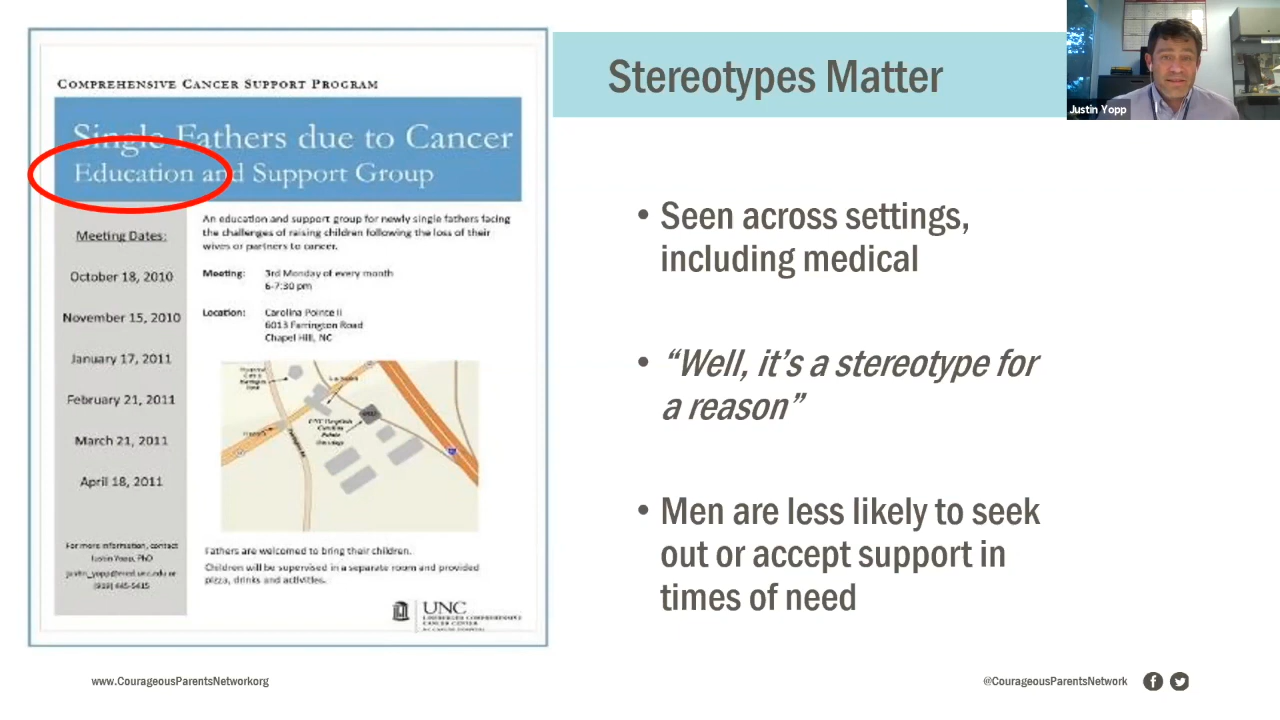 COMPREHENSIVE CANCER SUPPORT PROGRAM
Single Fathers due to Cancer
Education and Support Group
Meeting Dates:
October 18, 2010
November 15, 2010
January 17, 2011
February 21, 2011
March 21, 2011
April 18, 2011
For more information, contact
Justin Yopp, PhD
An education and support group for newly single fathers facing
the challenges of raising children following the loss of their
wives or partners to cancer.
Meeting: 3rd Monday of every month
6-7:30 pm
Location: Carolina Pointe II
6013 Farrington Road
Chapel Hill, NC
Fathers are welcomed to bring their children.
Children will be supervised in a separate room and provided
pizza, drinks and activities.
UNC
LINEBERGER COMPREHENSIVE
CANCER CENTER
Stereotypes Matter
Justin Yopp
• Seen across settings,
including medical
• “Well, it’s a stereotype for
a reason”
• Men are less likely to seek
out or accept support in
times of need
www.CourageousParentsNetworkorg
@CourageousParentsNetwork